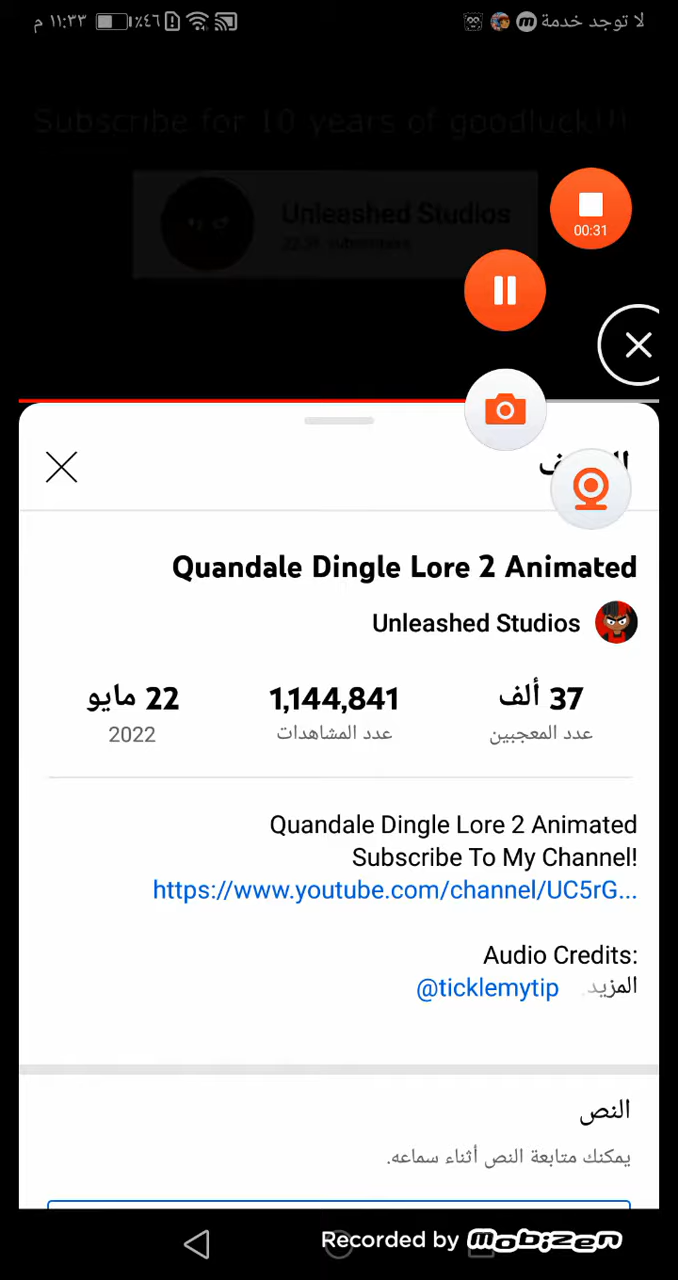 لا توجد خدمة
٤٦٪ ١١:٣٣ م
Subscribe for 10 years of goodluck!!!
Unleashed Studios
subscribers
00:31
Quandale Dingle Lore 2 Animated
Unleashed Studios
37 ألف
عدد المعجبين
1,144,841
عدد المشاهدات
22 مايو
2022
Quandale Dingle Lore 2 Animated
Subscribe To My Channel!
https://www.youtube.com/channel/UC5rG...
Audio Credits:
@ticklemytip المزيد
النص
يمكنك متابعة النص أثناء سماعه.
Recorded by mobizen